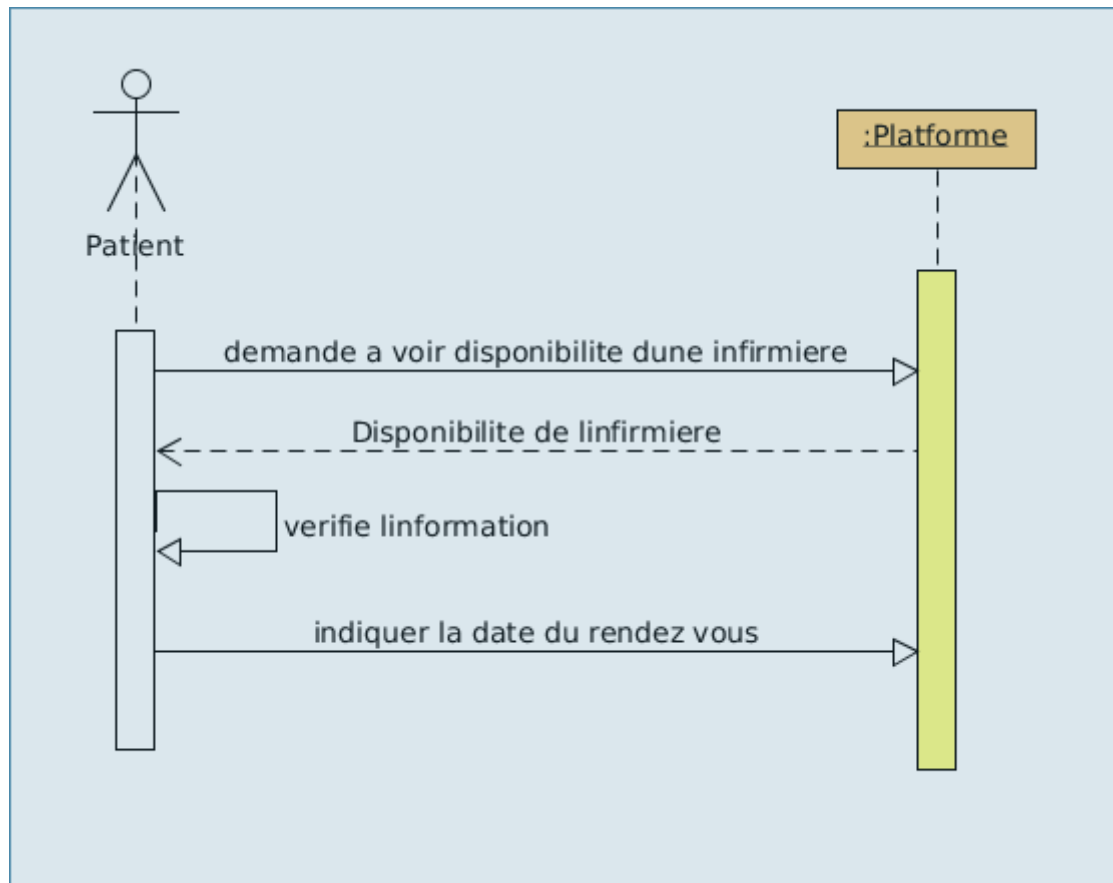 :Platforme
Patient
demande a voir disponibilite dune infirmiere
Disponibilite de linfirmiere
verifie linformation
indiquer la date du rendez vous